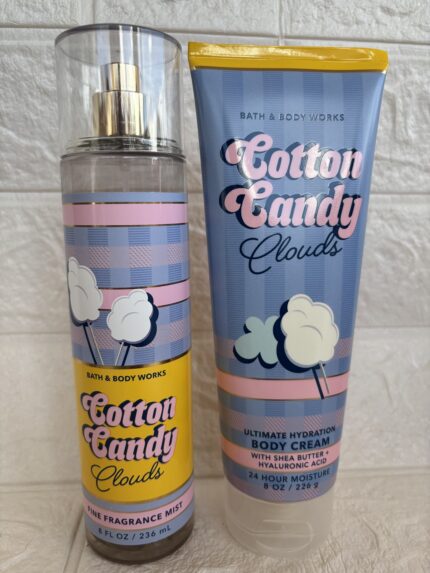 BATH & BODY WORKS
Cotton
Candy
Clouds
FINE FRAGRANCE MIST
8 FL OZ / 236 mL
BATH & BODY WORKS
Cotton
Candy
Clouds
ULTIMATE HYDRATION
BODY CREAM
WITH SHEA BUTTER +
HYALURONIC ACID
24 HOUR MOISTURE
8 OZ / 226 g